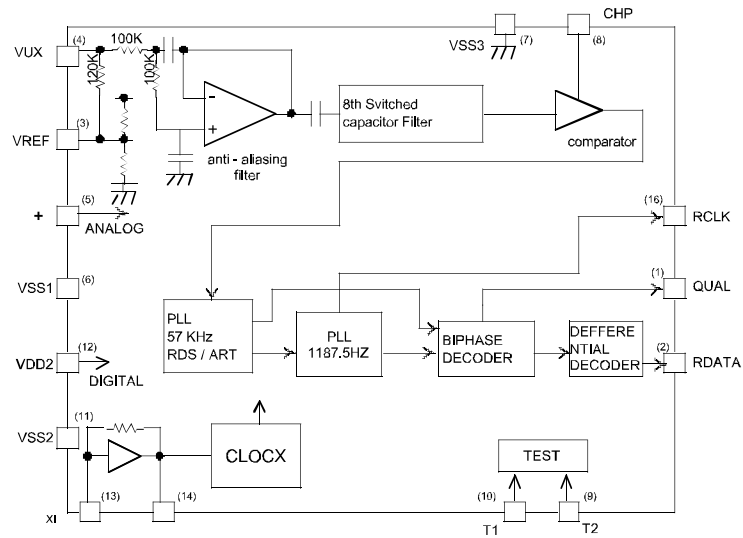 CHP
(4)
100K
VSS3
(7)
(8)
VUX
120K
100K
-
8th Svitched
capacitor Filter
+
(3)
VREF
comparator
anti - aliasing
filter
(5)
+
ANALOG
(16)
RCLK
(6)
VSS1
(1)
QUAL
PLL
57 KHz
RDS / ART
PLL
1187.5HZ
BIPHASE
DECODER
DEFFERE
NTIAL
DECODER
(12)
VDD2
DIGITAL
(2)
RDATA
(11)
VSS2
CLOCX
TEST
(13)
(14)
(10)
(9)
XI
T1
T2